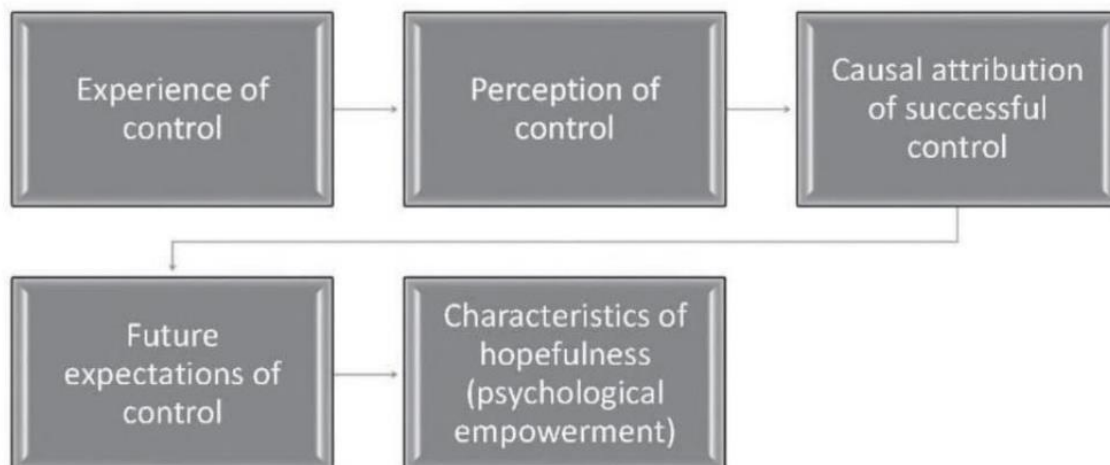 Experience of
control
Perception of
control
Causal attribution
of successful
control
Future
expectations of
control
Characteristics of
hopefulness
(psychological
empowerment)